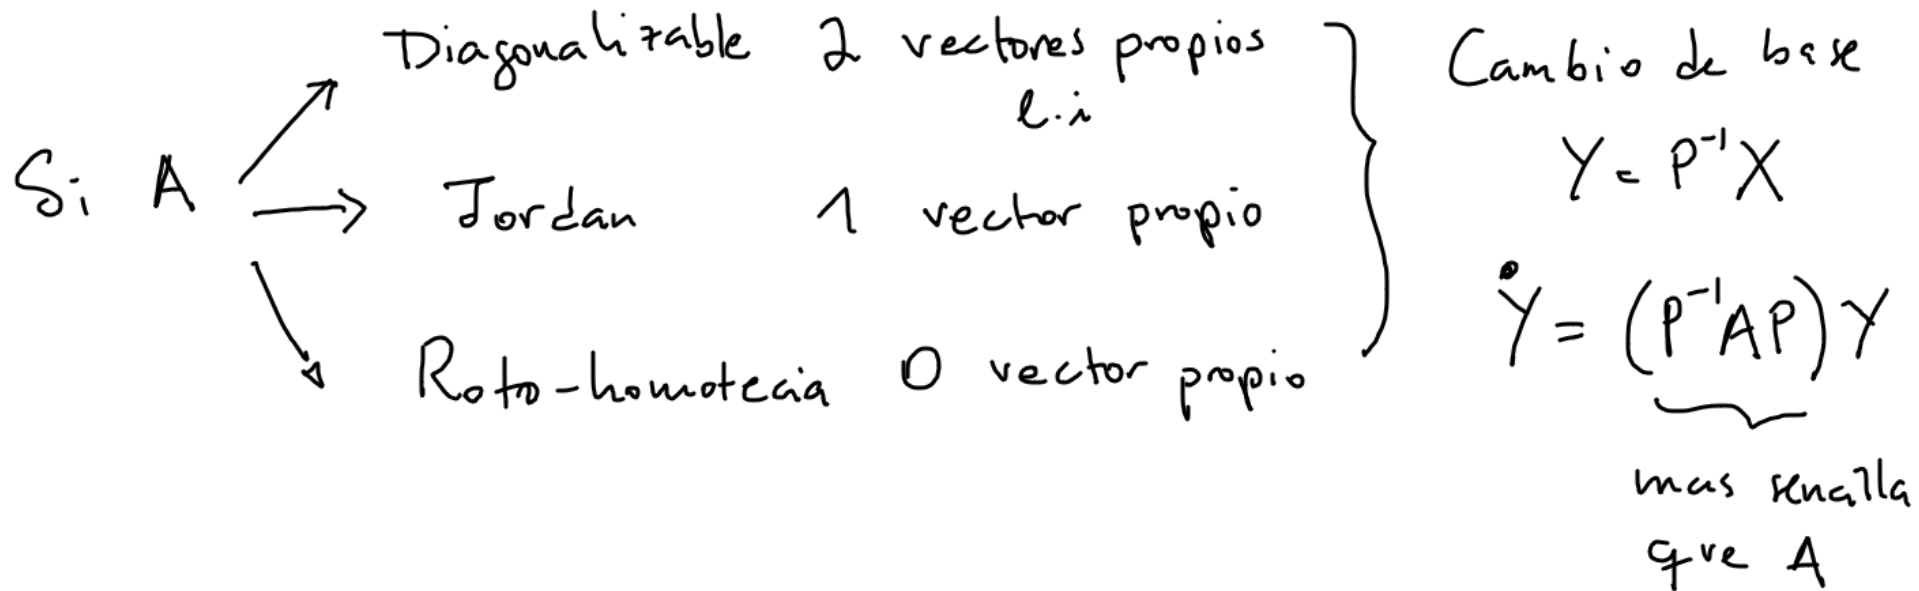 Diagonalizable 2 vectores propios
l.i
Si A
Jordan 1 vector propio
Roto-homotecia 0 vector propio
Cambio de base
Y = P⁻¹X
Ẏ = (P⁻¹AP)Y
mas sencilla
que A